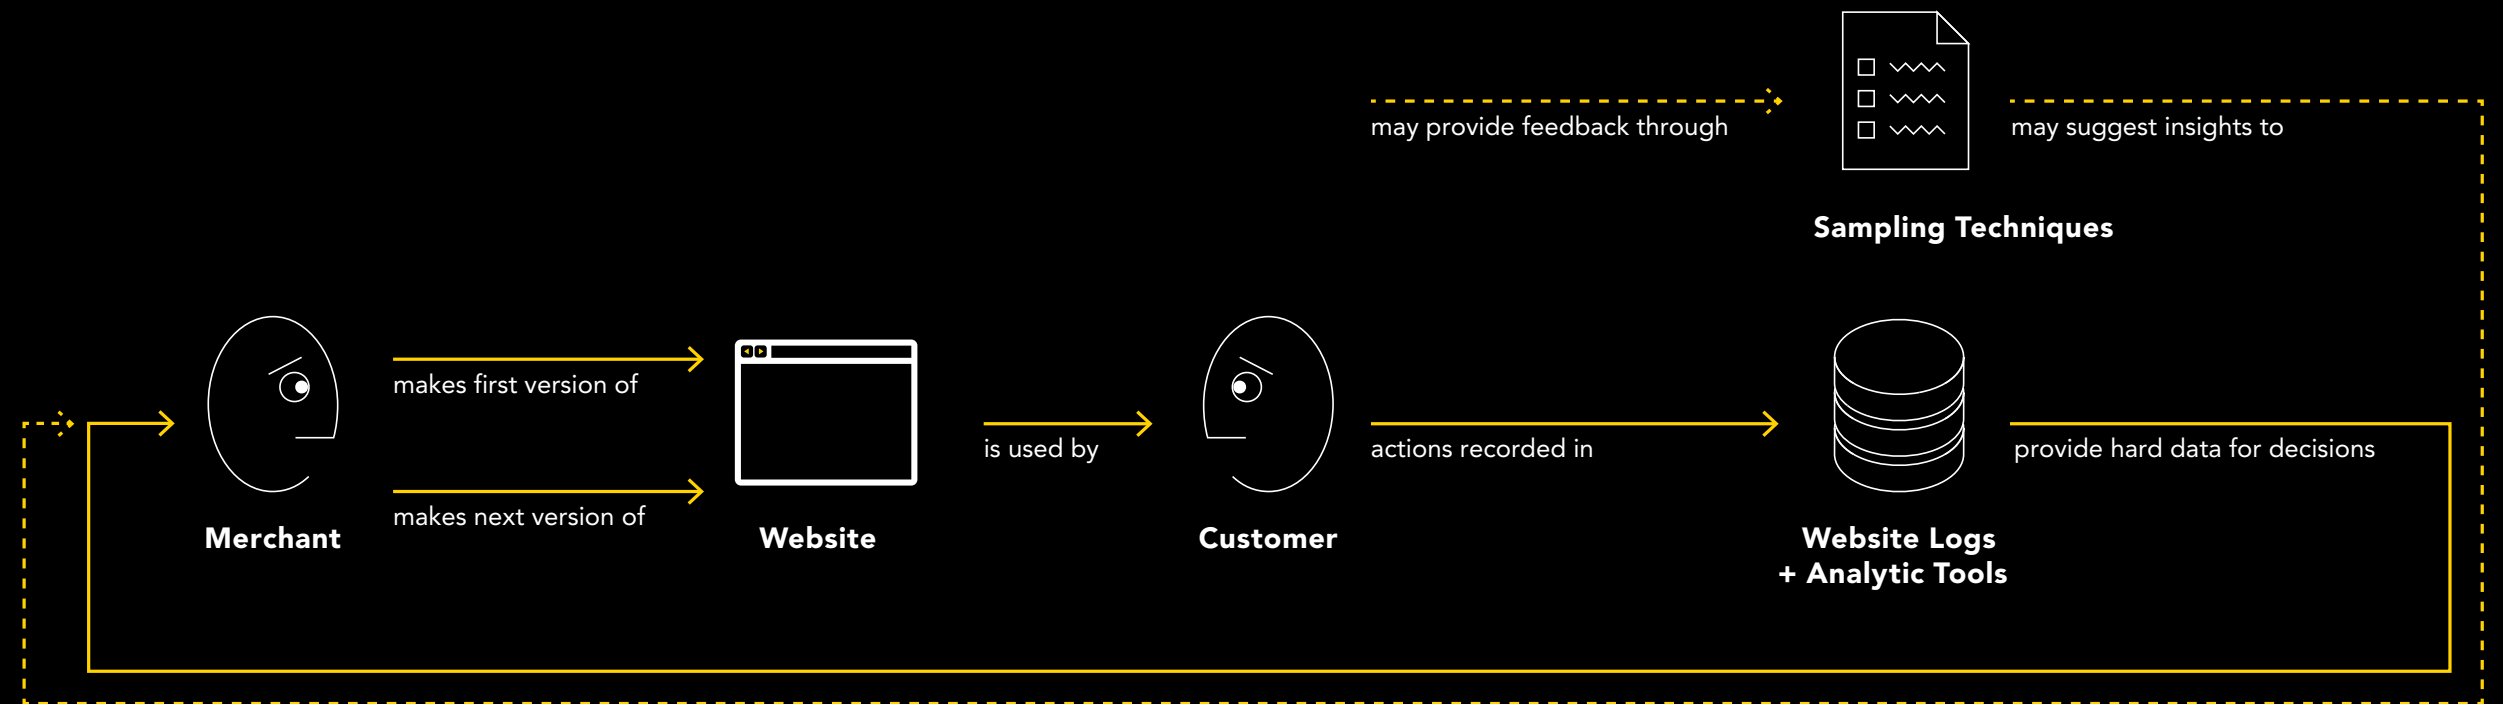 may provide feedback through
may suggest insights to
Sampling Techniques
makes first version of
is used by
actions recorded in
provide hard data for decisions
makes next version of
Merchant
Website
Customer
Website Logs
+ Analytic Tools